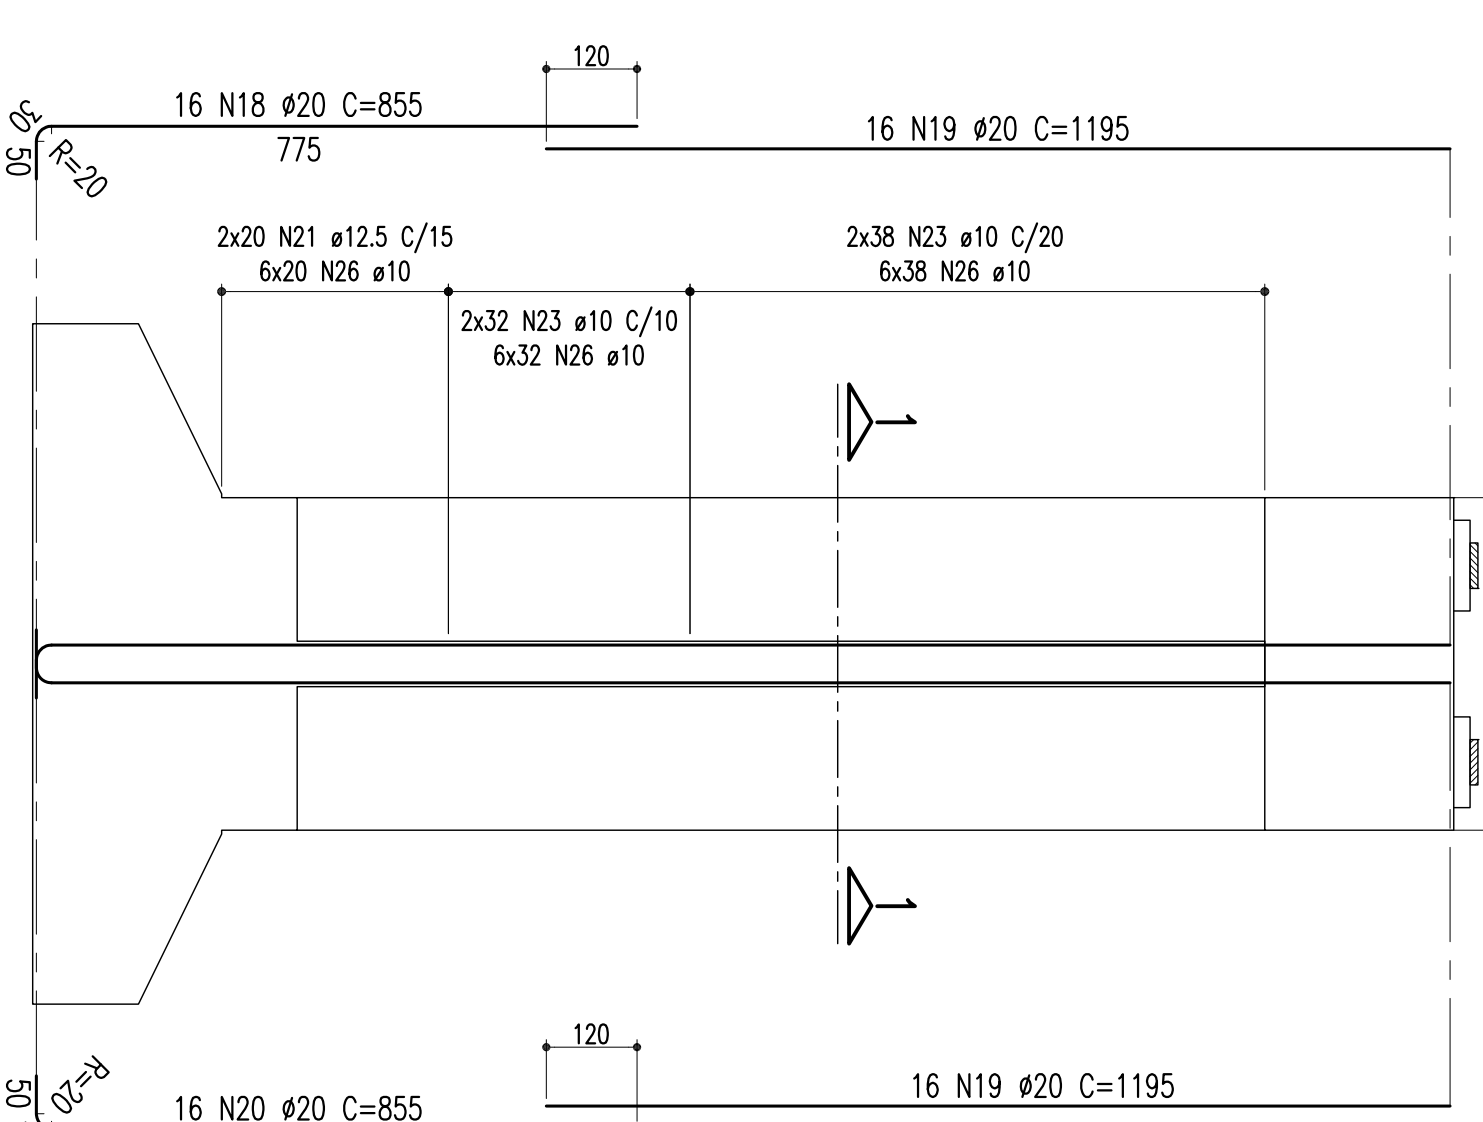 120
16 N18 ø20 C=855
30
775
50
R=20
16 N19 ø20 C=1195
2x20 N21 ø12.5 C/15
6x20 N26 ø10
2x38 N23 ø10 C/20
6x38 N26 ø10
2x32 N23 ø10 C/10
6x32 N26 ø10
1
1
120
50
R=20
16 N20 ø20 C=855
16 N19 ø20 C=1195